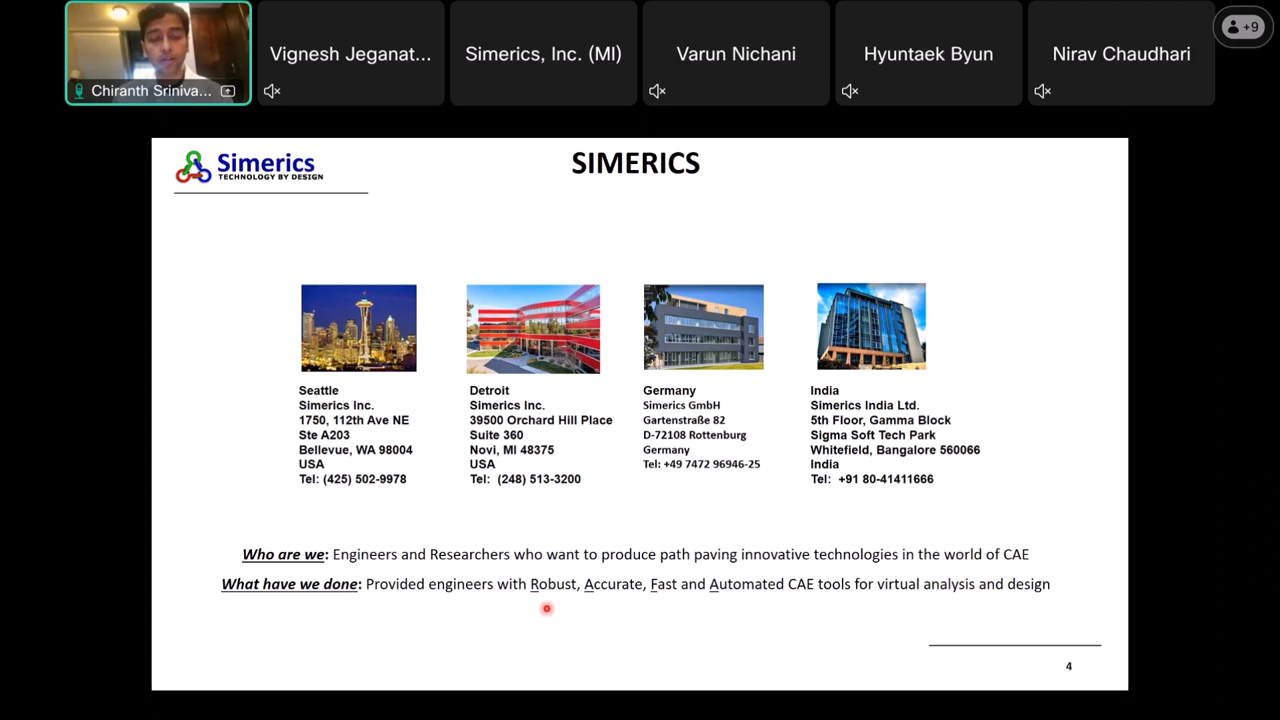 Chiranth Sriniva...
Vignesh Jeganat...
Simerics, Inc. (MI)
Varun Nichani
Hyuntaek Byun
Nirav Chaudhari
+9
Simerics
TECHNOLOGY BY DESIGN
SIMERICS
Seattle
Simerics Inc.
1750, 112th Ave NE
Ste A203
Bellevue, WA 98004
USA
Tel: (425) 502-9978
Detroit
Simerics Inc.
39500 Orchard Hill Place
Suite 360
Novi, MI 48375
USA
Tel: (248) 513-3200
Germany
Simerics GmbH
Gartenstraße 82
D-72108 Rottenburg
Germany
Tel: +49 7472 96946-25
India
Simerics India Ltd.
5th Floor, Gamma Block
Sigma Soft Tech Park
Whitefield, Bangalore 560066
India
Tel: +91 80-41411666
Who are we: Engineers and Researchers who want to produce path paving innovative technologies in the world of CAE
What have we done: Provided engineers with Robust, Accurate, Fast and Automated CAE tools for virtual analysis and design
4